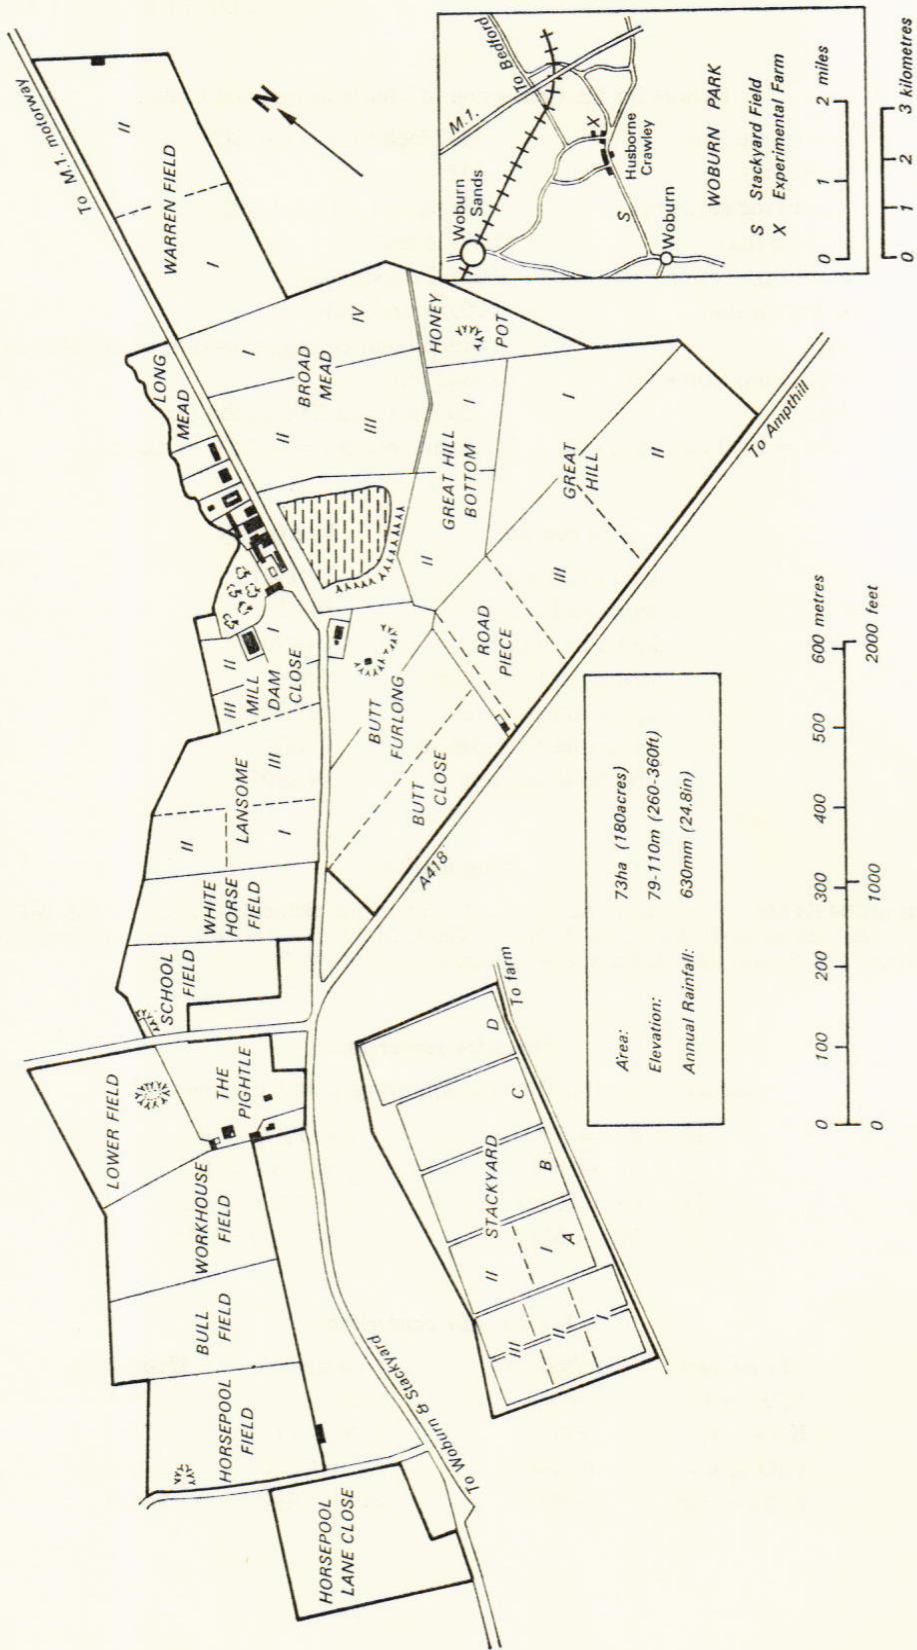 To M.1. motorway
WARREN FIELD
I
II
N
LONG
MEAD
BROAD
MEAD
I
II
III
IV
HONEY
POT
GREAT HILL
BOTTOM
I
II
GREAT
HILL
I
II
III
To Ampthill
ROAD
PIECE
BUTT
FURLONG
BUTT
CLOSE
A418
MILL
DAM
CLOSE
I
II
III
LANSOME
I
II
III
WHITE
HORSE
FIELD
SCHOOL
FIELD
LOWER FIELD
THE
PIGHTLE
WORKHOUSE
FIELD
BULL
FIELD
HORSEPOOL
FIELD
HORSEPOOL
LANE CLOSE
To Woburn & Stackyard
STACKYARD
To farm
A
B
C
D
I
II
III
II
I
Area: 73ha (180acres)
Elevation: 79-110m (260-360ft)
Annual Rainfall: 630mm (24.8in)
0 100 200 300 400 500 600 metres
0 1000 2000 feet
To Bedford
M.1.
Woburn
Sands
X
Husborne
Crawley
S
Woburn
WOBURN PARK
S Stackyard Field
X Experimental Farm
0 1 2 miles
0 1 2 3 kilometres